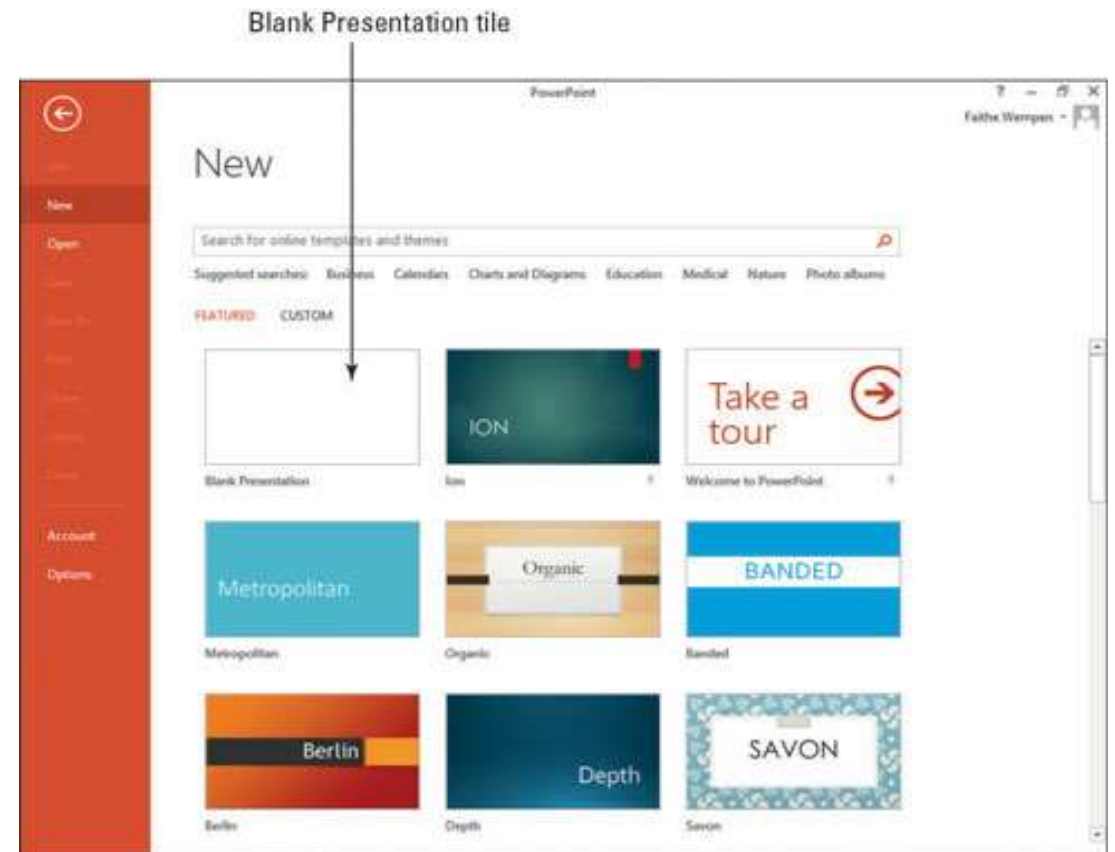 Blank Presentation tile
PowerPoint
? – X
Faithe Wempen
New
New
Open
Search for online templates and themes
Suggested searches: Business Calendars Charts and Diagrams Education Medical Nature Photo albums
FEATURED CUSTOM
ION
Take a
tour
Blank Presentation
Ion
Welcome to PowerPoint
Account
Options
Metropolitan
Organic
BANDED
Metropolitan
Organic
Banded
Berlin
Depth
SAVON
Berlin
Depth
Savon